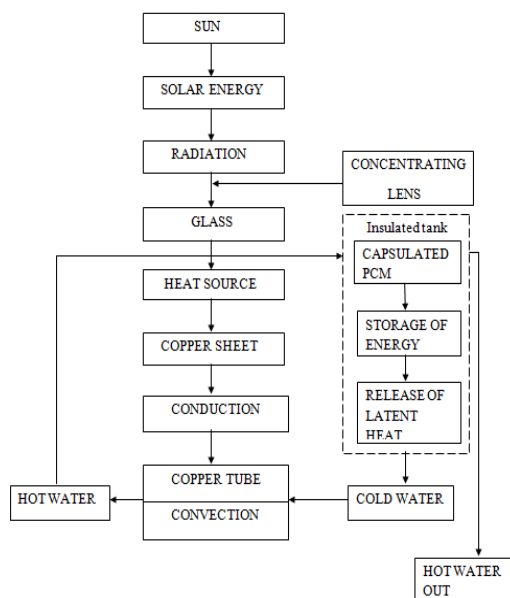 SUN
SOLAR ENERGY
RADIATION
CONCENTRATING
LENS
GLASS
Insulated tank
CAPSULATED
PCM
HEAT SOURCE
STORAGE OF
ENERGY
COPPER SHEET
RELEASE OF
LATENT
HEAT
CONDUCTION
COPPER TUBE
HOT WATER
COLD WATER
CONVECTION
HOT WATER
OUT